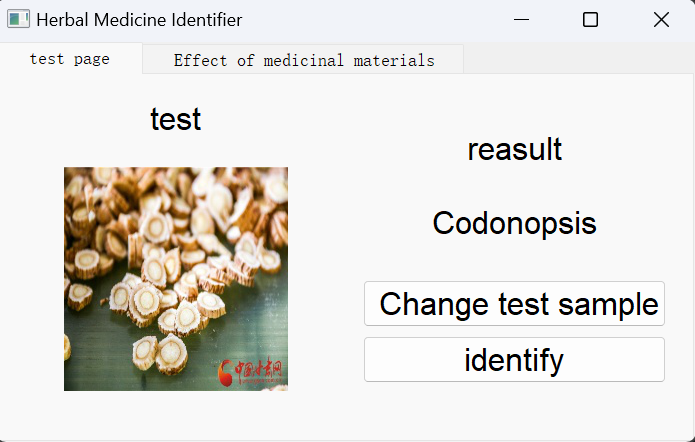 Herbal Medicine Identifier
test page
Effect of medicinal materials
test
reasult
Codonopsis
Change test sample
identify
中国甘肃网